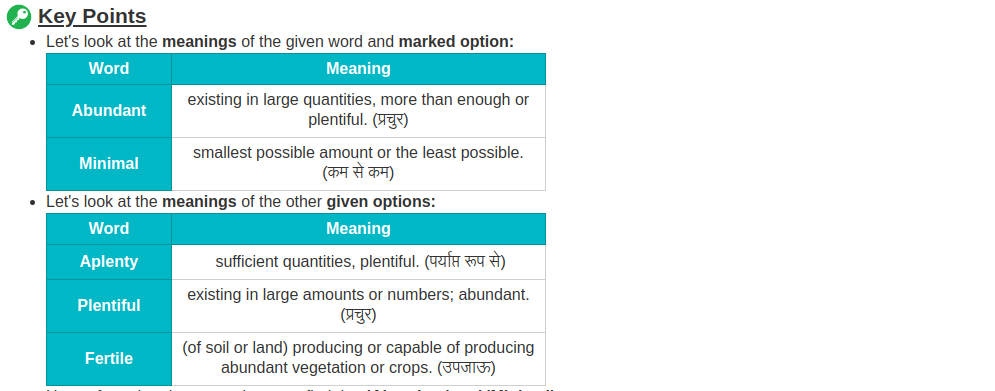 Key Points
Let's look at the meanings of the given word and marked option:
Word Meaning
Abundant existing in large quantities, more than enough or
plentiful. (प्रचुर)
Minimal smallest possible amount or the least possible.
(कम से कम)
Let's look at the meanings of the other given options:
Word Meaning
Aplenty sufficient quantities, plentiful. (पर्याप्त रूप से)
Plentiful existing in large amounts or numbers; abundant.
(प्रचुर)
Fertile (of soil or land) producing or capable of producing
abundant vegetation or crops. (उपजाऊ)